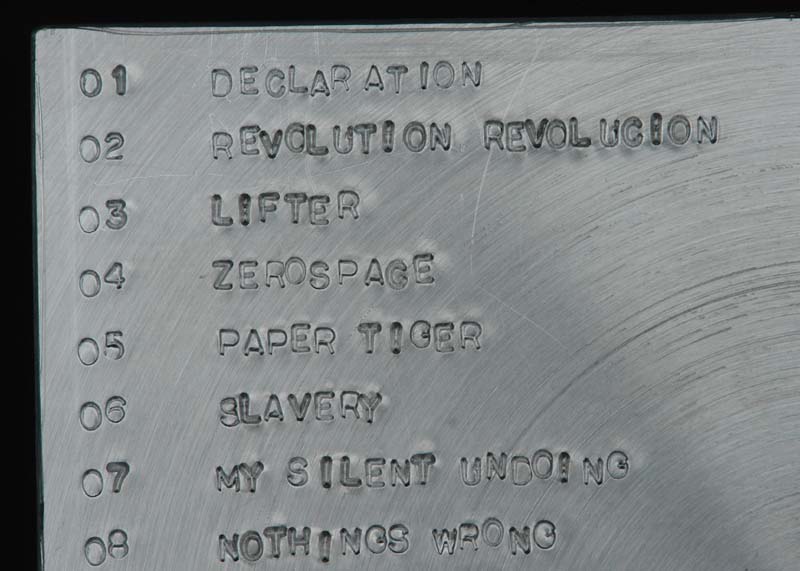 01 DECLARATION
02 REVOLUTION, REVOLUCION
03 LIFTER
04 ZEROSPACE
05 PAPER TIGER
06 SLAVERY
07 MY SILENT UNDOING
08 NOTHINGS WRONG